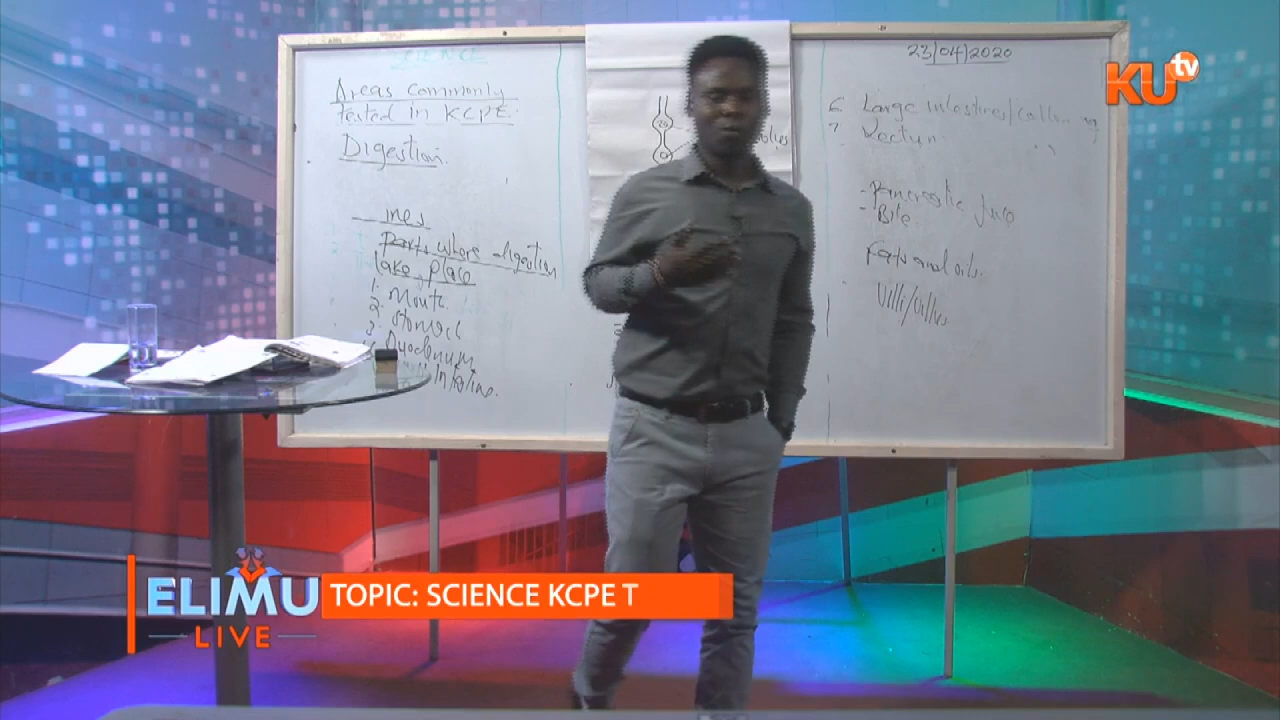 SCIENCE
Areas commonly
tested in KCPE.
Digestion.
Parts where digestion
take place
1. Mouth
2. Stomach
3. Duodenum
23/04/2020
6. Large intestines/
7. Rectum
- Pancreatic Juice
- Bile
Fats and oils.
Villi/Villus
KU tv
ELIMU
LIVE
TOPIC: SCIENCE KCPE T